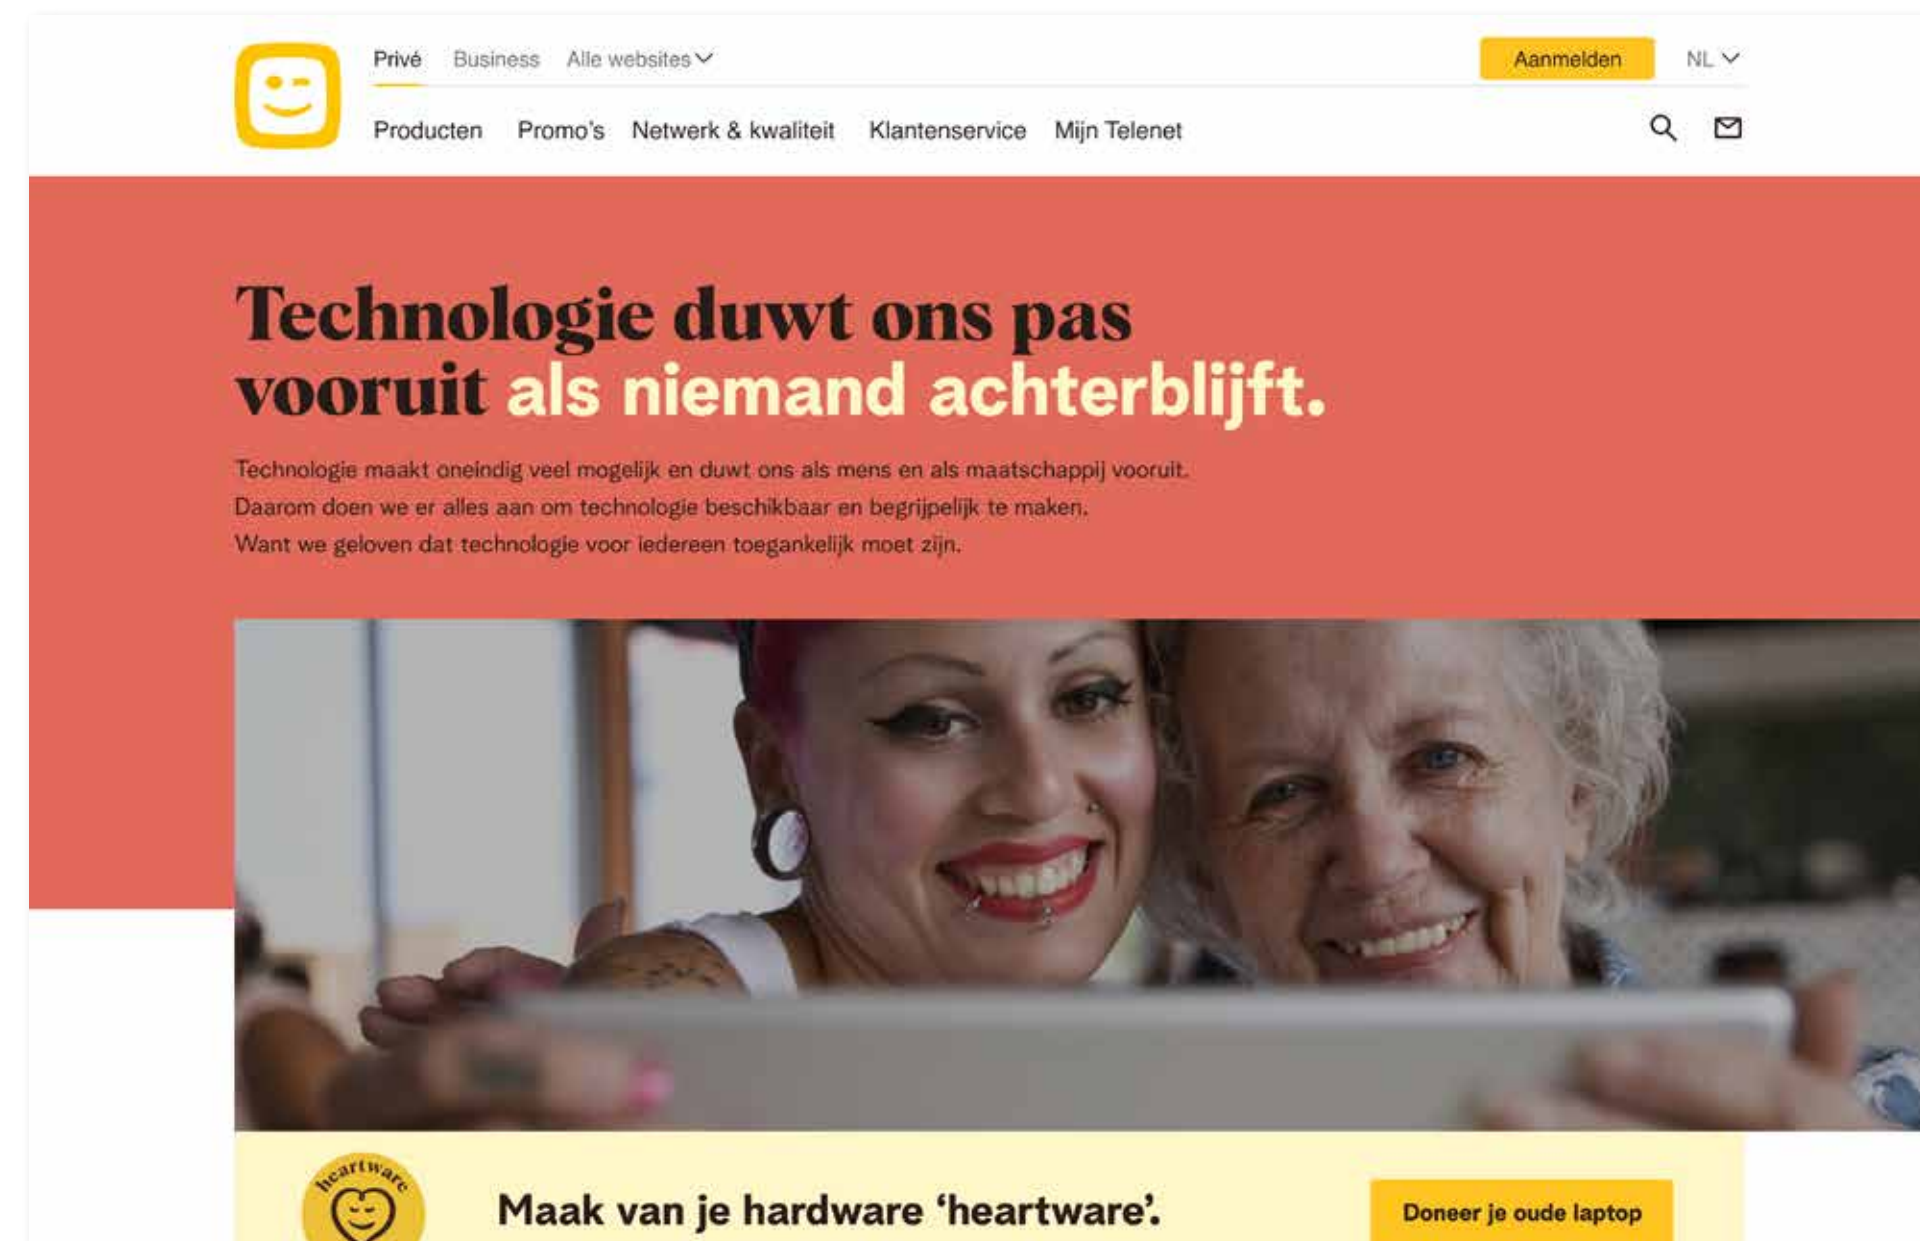 Privé Business Alle websites Aanmelden NL
Producten Promo's Netwerk & kwaliteit Klantenservice Mijn Telenet
Technologie duwt ons pas
vooruit als niemand achterblijft.
Technologie maakt oneindig veel mogelijk en duwt ons als mens en als maatschappij vooruit.
Daarom doen we er alles aan om technologie beschikbaar en begrijpelijk te maken.
Want we geloven dat technologie voor iedereen toegankelijk moet zijn.
heartware
Maak van je hardware ‘heartware’.
Doneer je oude laptop